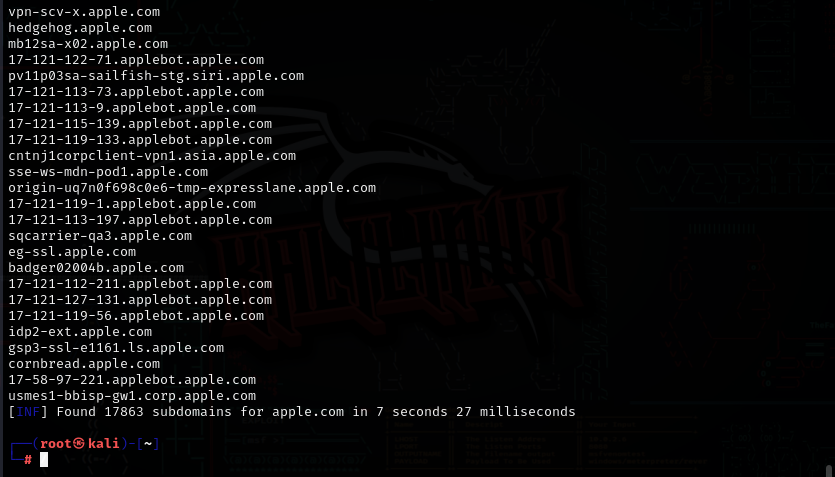 vpn-scv-x.apple.com
hedgehog.apple.com
mb12sa-x02.apple.com
17-121-122-71.applebot.apple.com
pv11p03sa-sailfish-stg.siri.apple.com
17-121-113-73.applebot.apple.com
17-121-113-9.applebot.apple.com
17-121-115-139.applebot.apple.com
17-121-119-133.applebot.apple.com
cntnj1corpclient-vpn1.asia.apple.com
sse-ws-mdn-pod1.apple.com
origin-uq7n0f698c0e6-tmp-expresslane.apple.com
17-121-119-1.applebot.apple.com
17-121-113-197.applebot.apple.com
sqcarrier-qa3.apple.com
eg-ssl.apple.com
badger02004b.apple.com
17-121-112-211.applebot.apple.com
17-121-127-131.applebot.apple.com
17-121-119-56.applebot.apple.com
idp2-ext.apple.com
gsp3-ssl-e1161.ls.apple.com
cornbread.apple.com
17-58-97-221.applebot.apple.com
usmes1-bbisp-gw1.corp.apple.com
[INF] Found 17863 subdomains for apple.com in 7 seconds 27 milliseconds
┌──(root㉿kali)-[~]
└─#
KALI LINUX